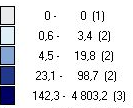 0 - 0 (1)
0,6 - 3,4 (2)
4,5 - 19,8 (2)
23,1 - 98,7 (2)
142,3 - 4 803,2 (3)